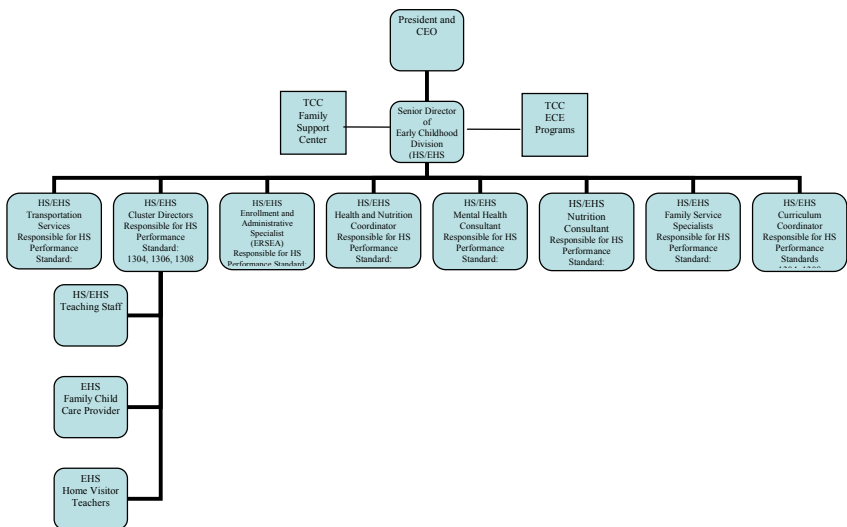 President and
CEO
TCC
Family
Support
Center
Senior Director
of
Early Childhood
Division
(HS/EHS
TCC
ECE
Programs
HS/EHS
Transportation
Services
Responsible for HS
Performance
Standard:
HS/EHS
Cluster Directors
Responsible for HS
Performance
Standard:
1304, 1306, 1308
HS/EHS
Enrollment and
Administrative
Specialist
(ERSEA)
Responsible for HS
Performance Standard:
HS/EHS
Health and Nutrition
Coordinator
Responsible for HS
Performance
Standard:
HS/EHS
Mental Health
Consultant
Responsible for HS
Performance
Standard:
HS/EHS
Nutrition
Consultant
Responsible for HS
Performance
Standard:
HS/EHS
Family Service
Specialists
Responsible for HS
Performance
Standard:
HS/EHS
Curriculum
Coordinator
Responsible for HS
Performance
Standards
HS/EHS
Teaching Staff
EHS
Family Child
Care Provider
EHS
Home Visitor
Teachers